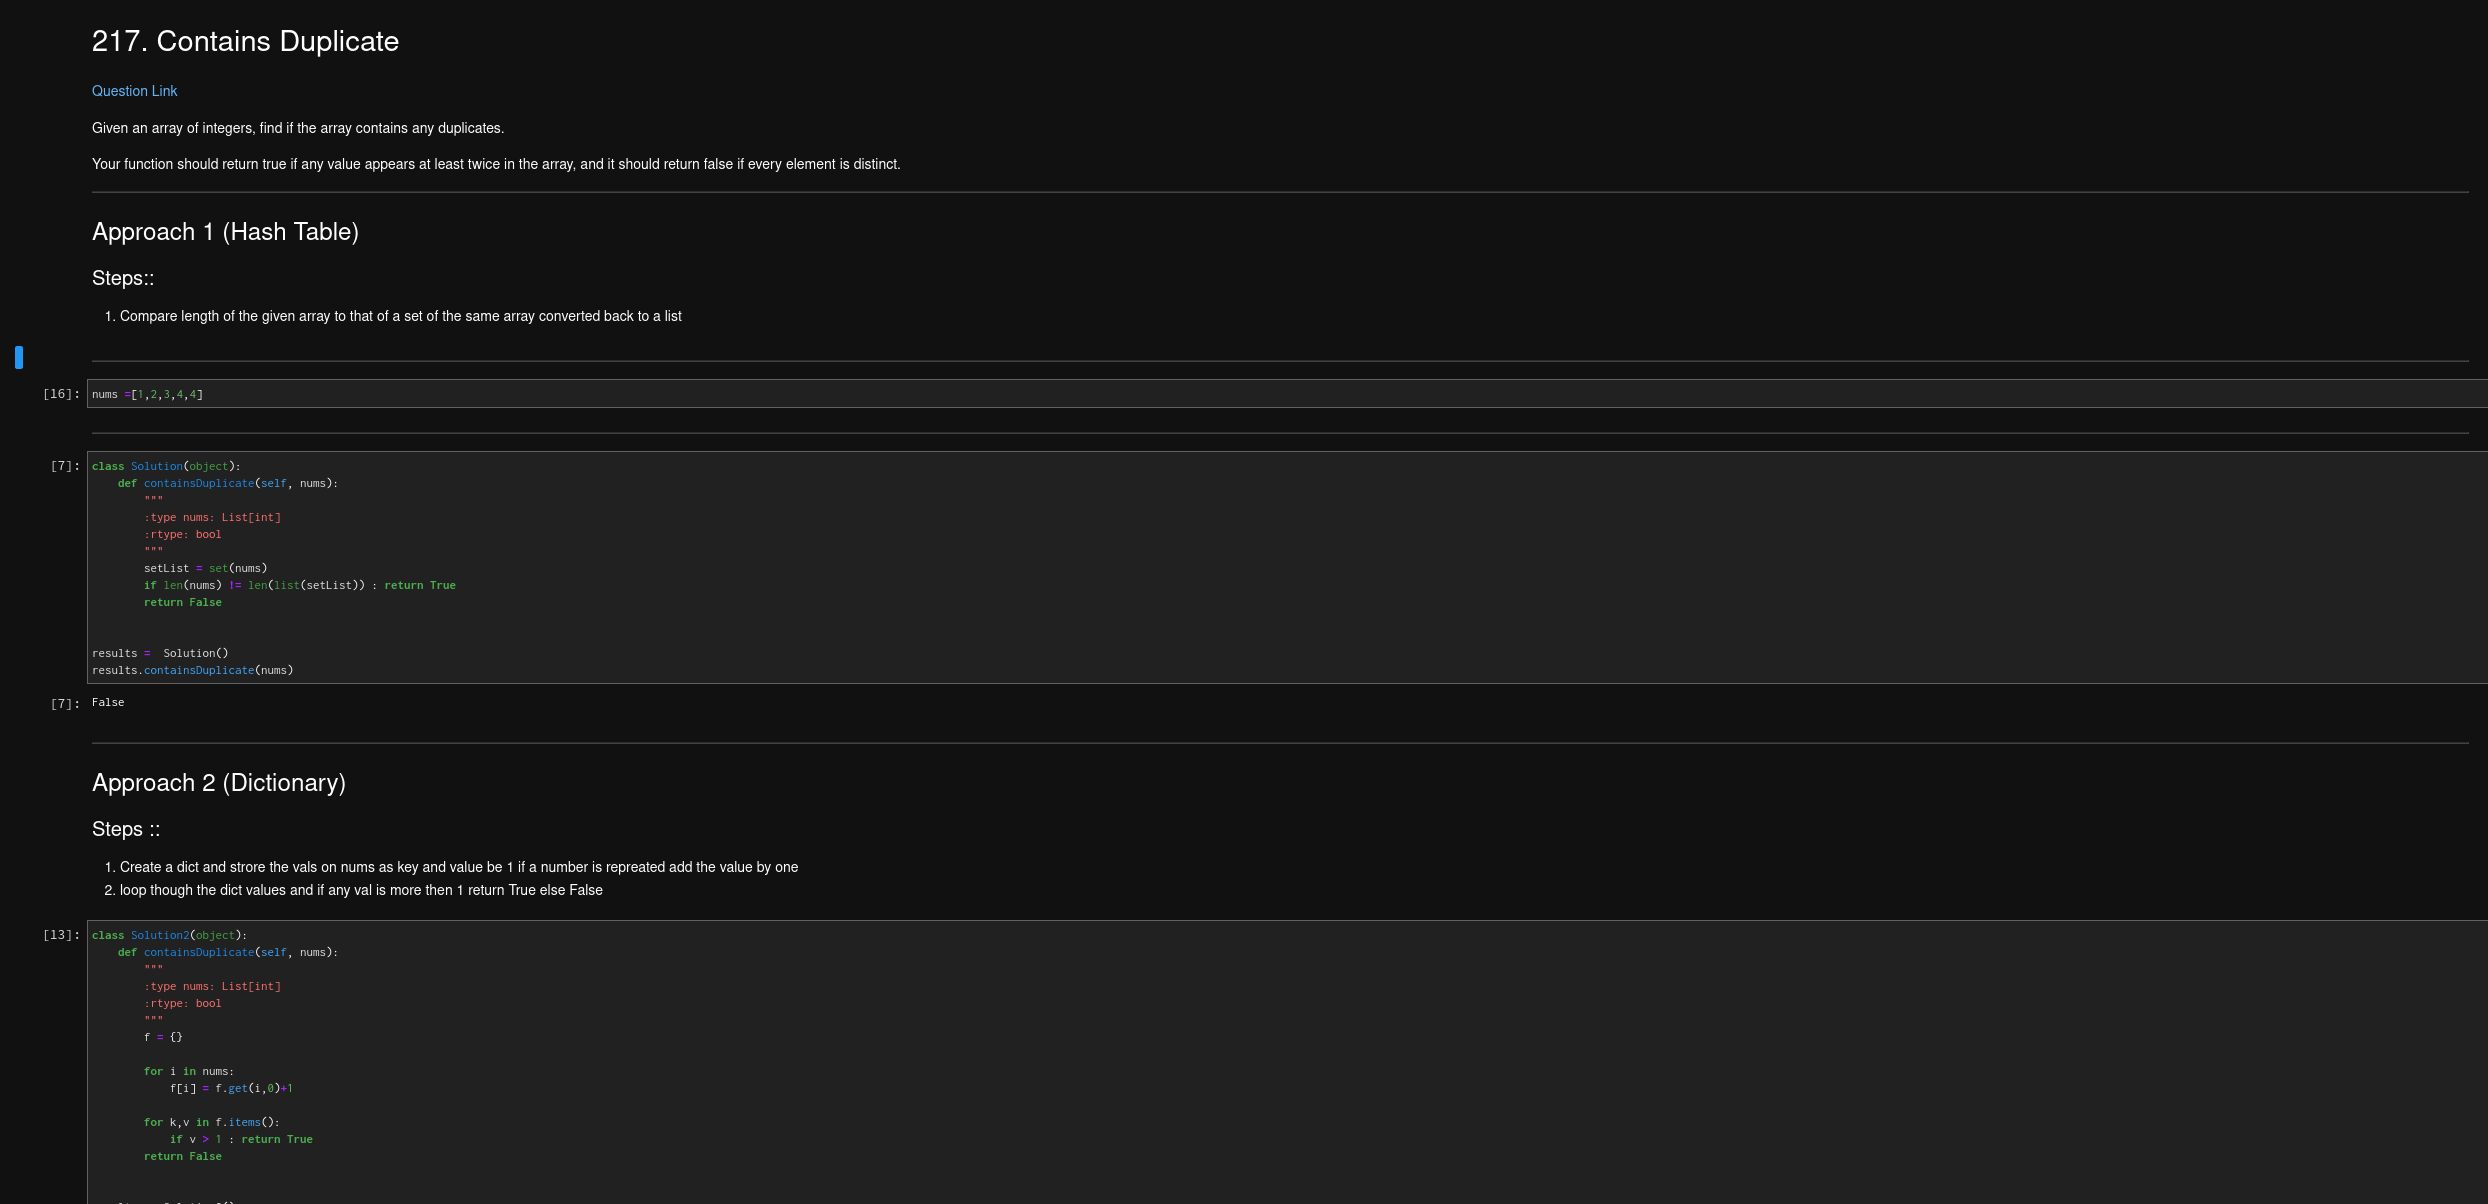 217. Contains Duplicate
Question Link
Given an array of integers, find if the array contains any duplicates.
Your function should return true if any value appears at least twice in the array, and it should return false if every element is distinct.
Approach 1 (Hash Table)
Steps::
1. Compare length of the given array to that of a set of the same array converted back to a list
[16]: nums =[1,2,3,4,4]
[7]: class Solution(object):
    def containsDuplicate(self, nums):
        """
        :type nums: List[int]
        :rtype: bool
        """
        setList = set(nums)
        if len(nums) != len(list(setList)) : return True
        return False
results =  Solution()
results.containsDuplicate(nums)
[7]: False
Approach 2 (Dictionary)
Steps ::
1. Create a dict and strore the vals on nums as key and value be 1 if a number is repreated add the value by one
2. loop though the dict values and if any val is more then 1 return True else False
[13]: class Solution2(object):
    def containsDuplicate(self, nums):
        """
        :type nums: List[int]
        :rtype: bool
        """
        f = {}
        for i in nums:
            f[i] = f.get(i,0)+1
        for k,v in f.items():
            if v > 1 : return True
        return False